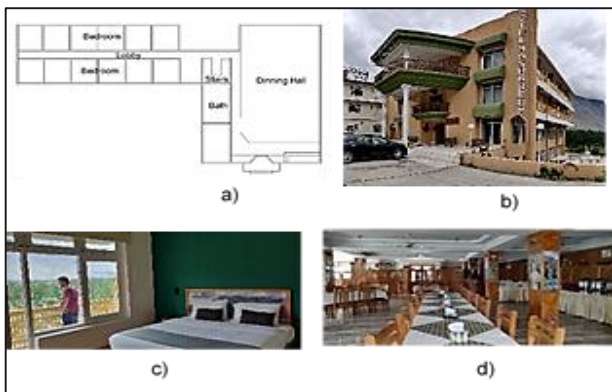 Bedroom
Lobby
Bedroom
Stairs
Dinning Hall
Bath
a)
b)
c)
d)